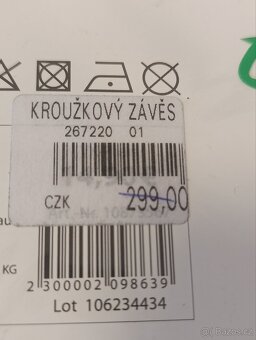 KROUŽKOVÝ ZÁVĚS
267220 01
CZK 299,00
KG
2 300002 098639
Lot 106234434